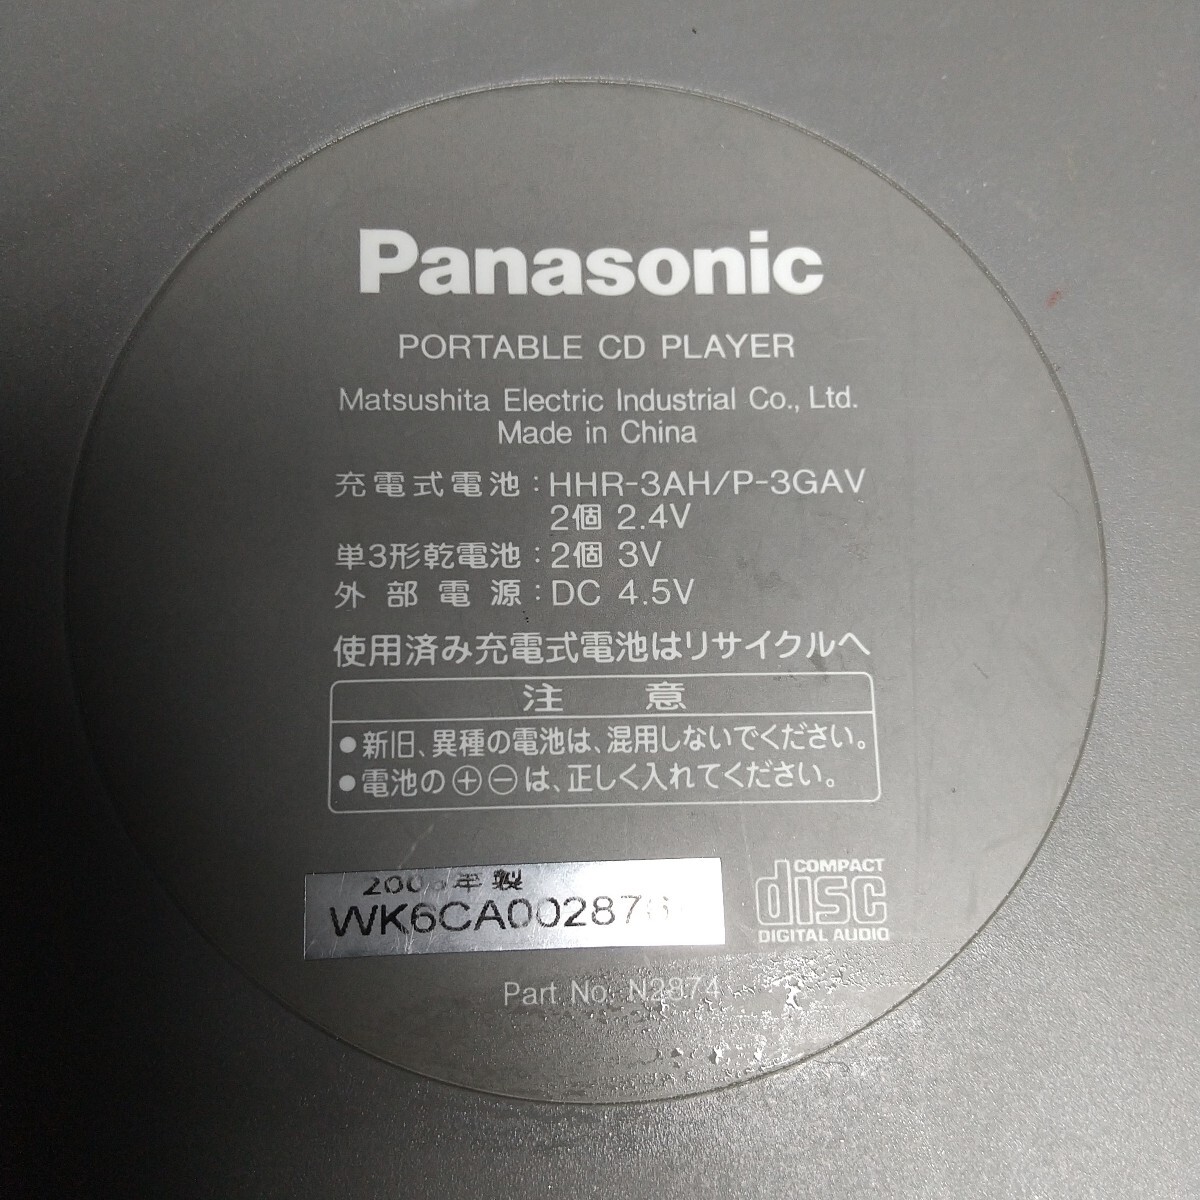 Panasonic
PORTABLE CD PLAYER
Matsushita Electric Industrial Co., Ltd.
Made in China
充電式電池:HHR-3AH/P-3GAV
2個 2.4V
単3形乾電池:2個 3V
外部電源:DC 4.5V
使用済み充電式電池はリサイクルへ
注 意
●新旧、異種の電池は、混用しないでください。
●電池の⊕⊖は、正しく入れてください。
年製
COMPACT
disc
DIGITAL AUDIO
Part No. N2874